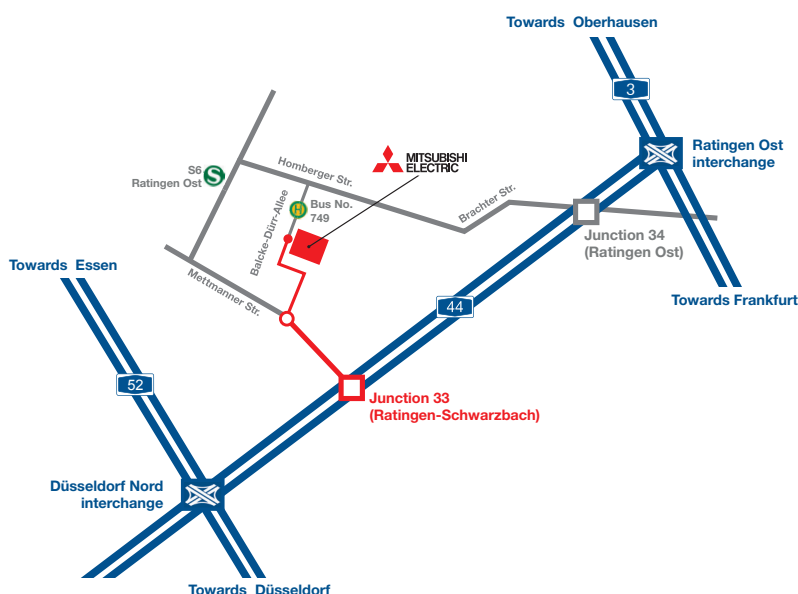 Towards Oberhausen
3
Ratingen Ost
interchange
MITSUBISHI
ELECTRIC
Homberger Str.
S6
Ratingen Ost
S
Brachter Str.
Balcke-Dürr-Allee
H
Bus No.
749
Junction 34
(Ratingen Ost)
Towards Essen
Mettmanner Str.
Towards Frankfurt
44
52
Junction 33
(Ratingen-Schwarzbach)
Düsseldorf Nord
interchange
Towards Düsseldorf